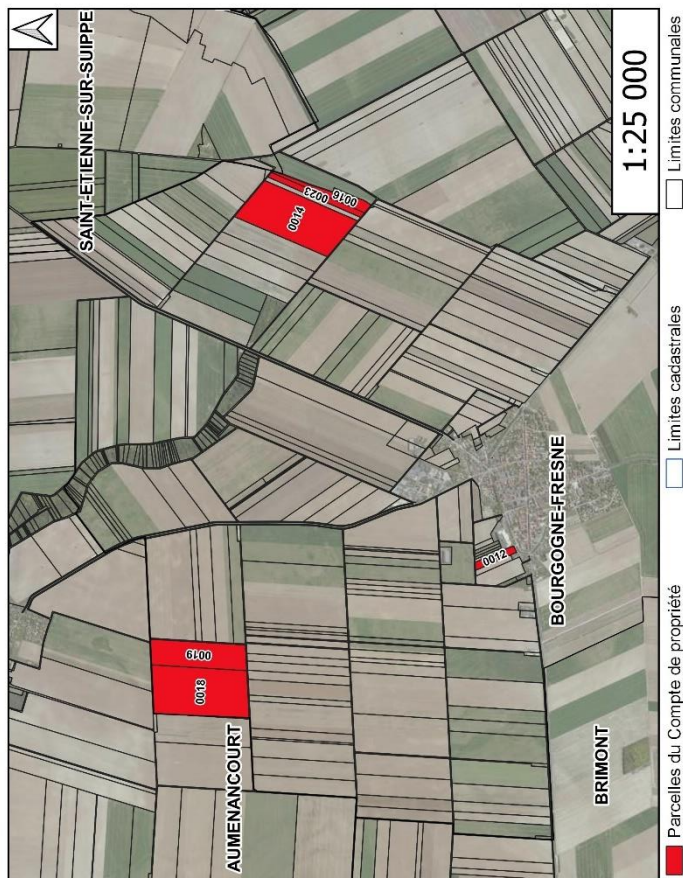 SAINT-ETIENNE-SUR-SUIPPE
0014
0023
0016
0019
0018
0012
AUMENANCOURT
BOURGOGNE-FRESNE
BRIMONT
1:25 000
Parcelles du Compte de propriété
Limites cadastrales
Limites communales